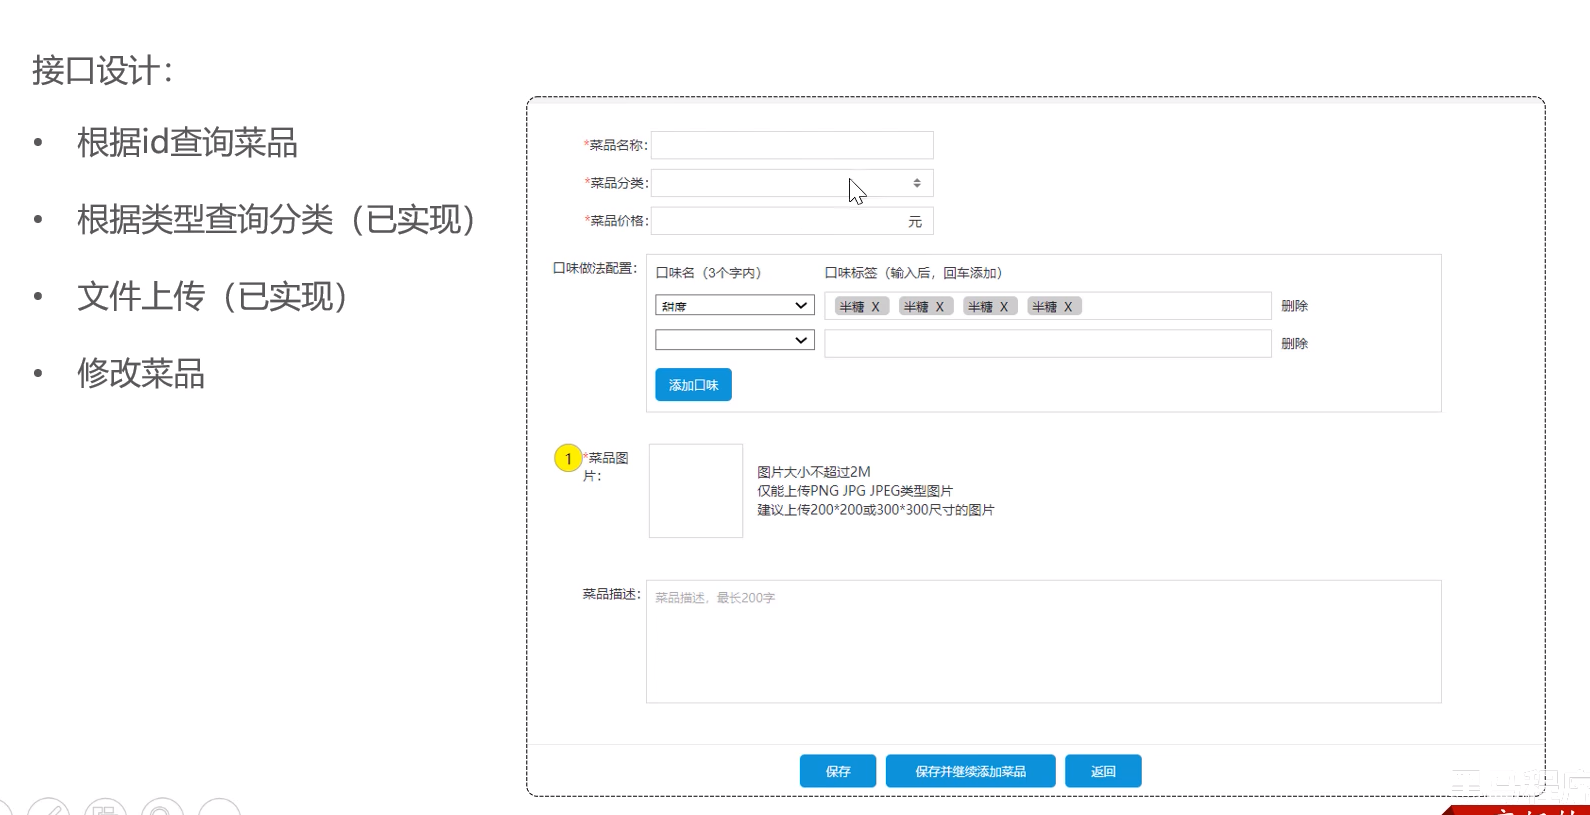 接口设计：
• 根据id查询菜品
• 根据类型查询分类（已实现）
• 文件上传（已实现）
• 修改菜品
*菜品名称:
*菜品分类:
*菜品价格: 元
口味做法配置: 口味名（3个字内） 口味标签（输入后，回车添加）
甜度 半糖 X 半糖 X 半糖 X 半糖 X 删除
删除
添加口味
1 *菜品图
片:
图片大小不超过2M
仅能上传PNG JPG JPEG类型图片
建议上传200*200或300*300尺寸的图片
菜品描述: 菜品描述，最长200字
保存 保存并继续添加菜品 返回
程序